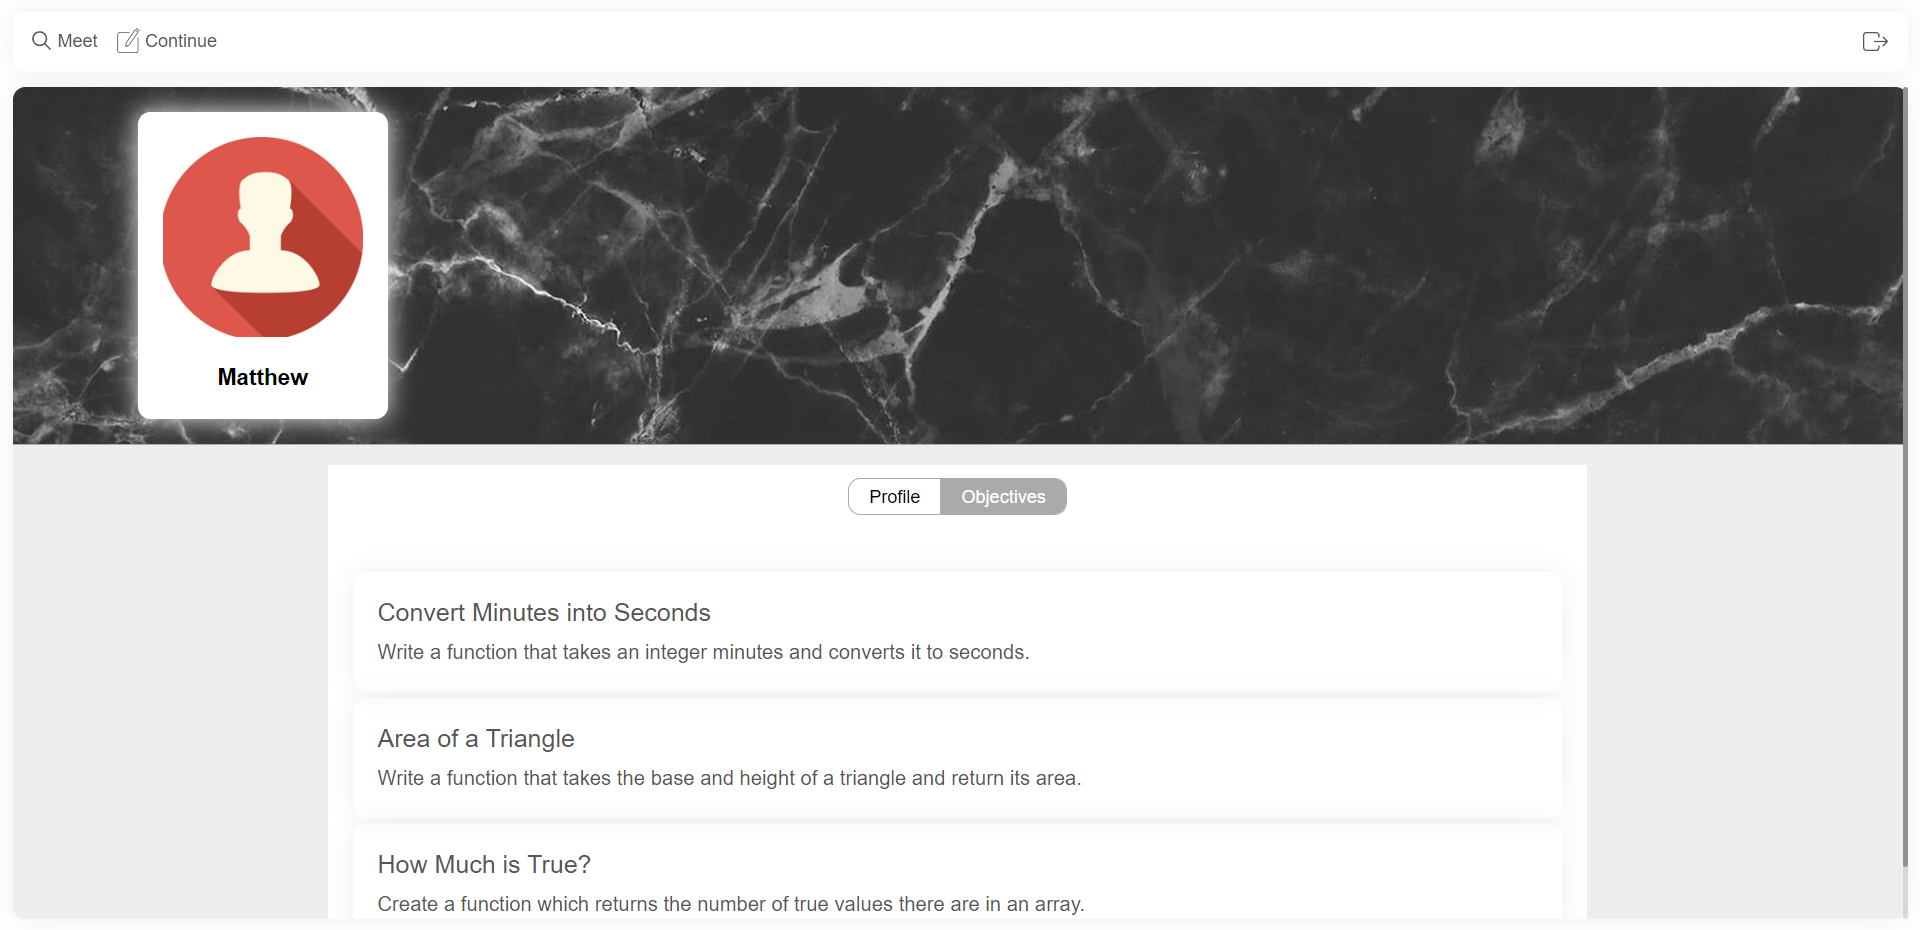 Meet Continue
Matthew
Profile Objectives
Convert Minutes into Seconds
Write a function that takes an integer minutes and converts it to seconds.
Area of a Triangle
Write a function that takes the base and height of a triangle and return its area.
How Much is True?
Create a function which returns the number of true values there are in an array.